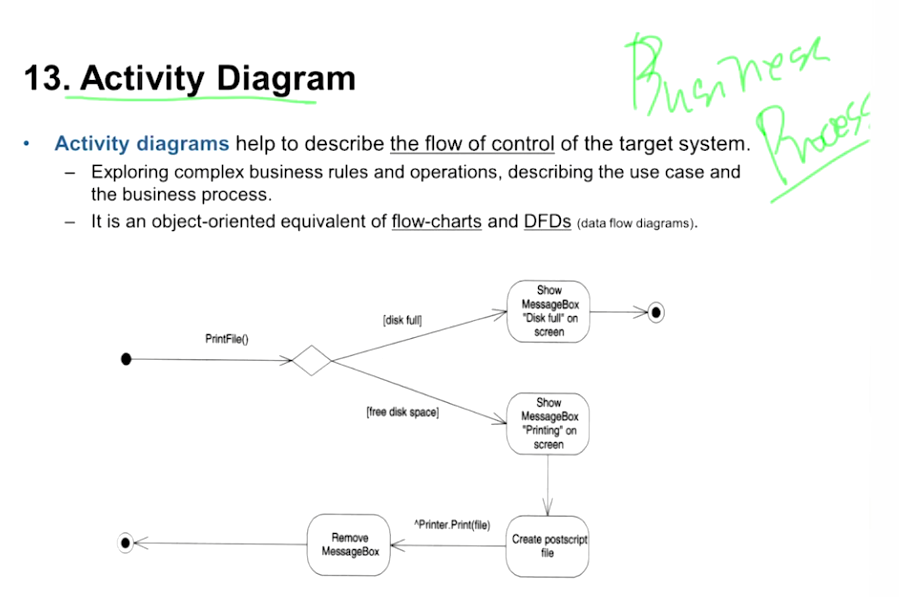 13. Activity Diagram
Business
Process
• Activity diagrams help to describe the flow of control of the target system.
– Exploring complex business rules and operations, describing the use case and
the business process.
– It is an object-oriented equivalent of flow-charts and DFDs (data flow diagrams).
Show
MessageBox
"Disk full" on
screen
[disk full]
PrintFile()
[free disk space]
Show
MessageBox
"Printing" on
screen
^Printer.Print(file)
Remove
MessageBox
Create postscript
file